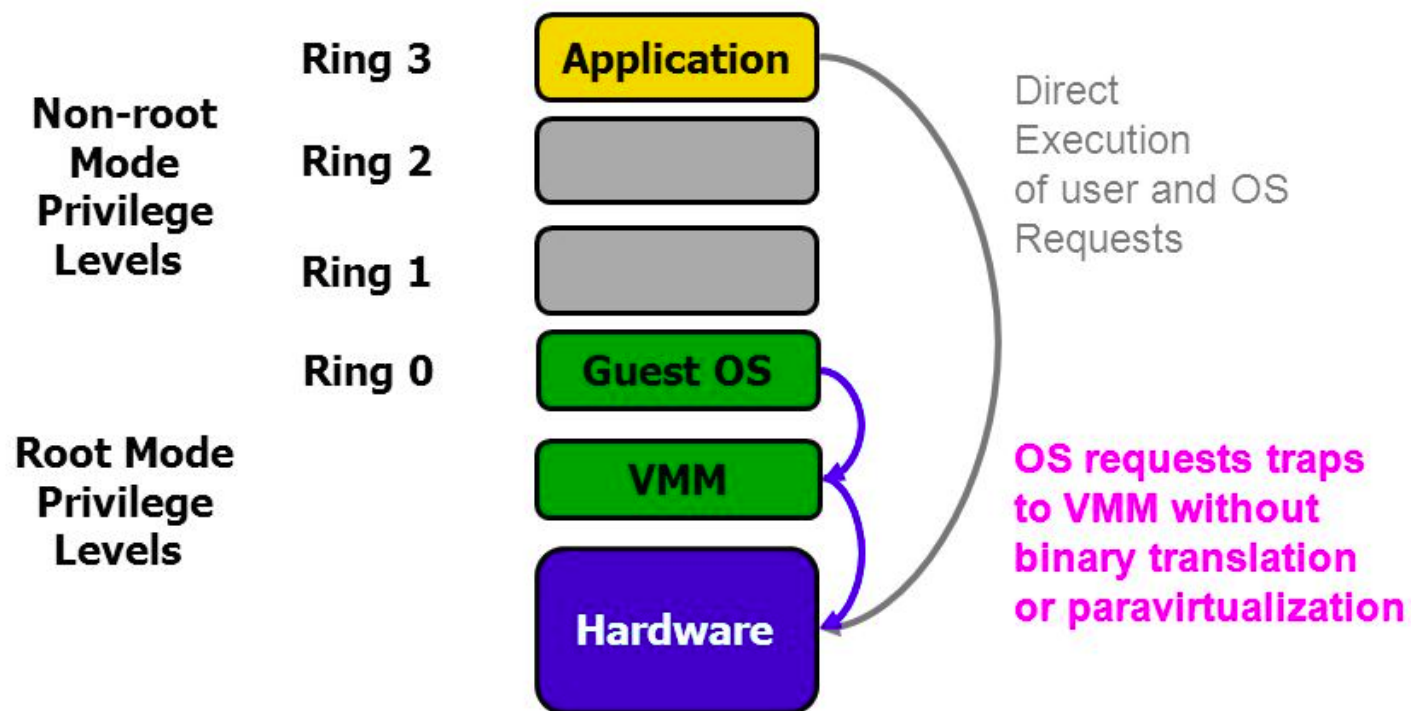 Non-root
Mode
Privilege
Levels
Root Mode
Privilege
Levels
Ring 3
Ring 2
Ring 1
Ring 0
Application
Guest OS
VMM
Hardware
Direct
Execution
of user and OS
Requests
OS requests traps
to VMM without
binary translation
or paravirtualization